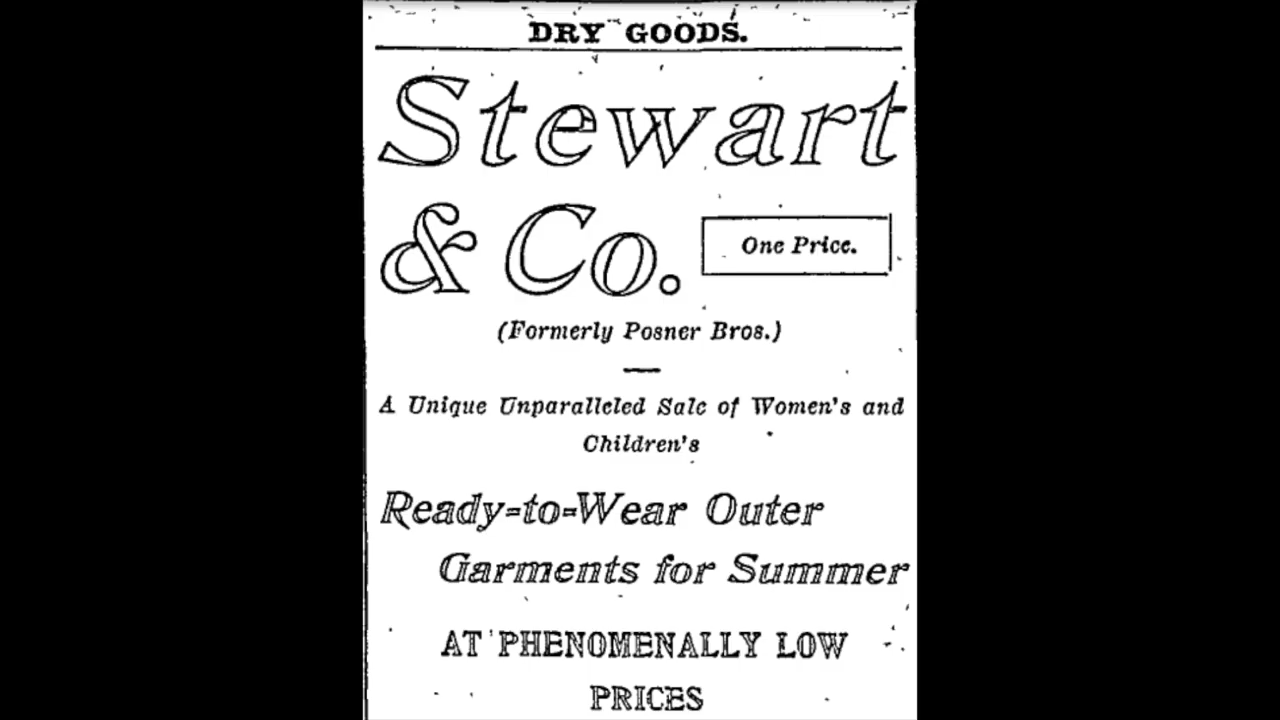 DRY GOODS.
Stewart
& Co.
One Price.
(Formerly Posner Bros.)
A Unique Unparalleled Sale of Women's and
Children's
Ready-to-Wear Outer
Garments for Summer
AT PHENOMENALLY LOW
PRICES